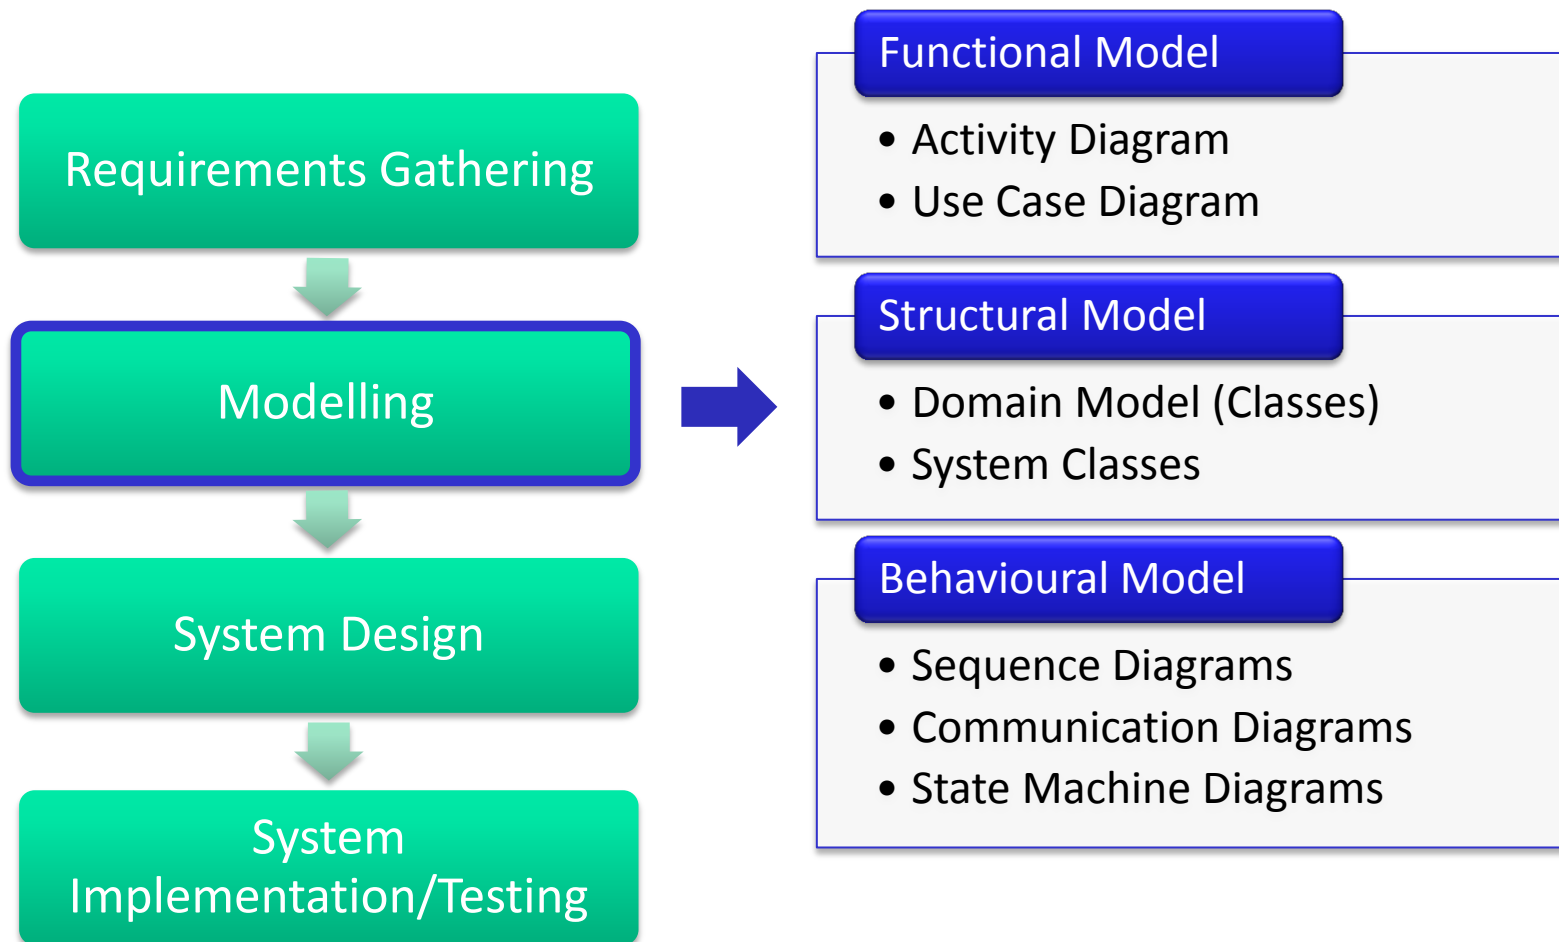 Requirements Gathering
Modelling
System Design
System
Implementation/Testing
Functional Model
• Activity Diagram
• Use Case Diagram
Structural Model
• Domain Model (Classes)
• System Classes
Behavioural Model
• Sequence Diagrams
• Communication Diagrams
• State Machine Diagrams